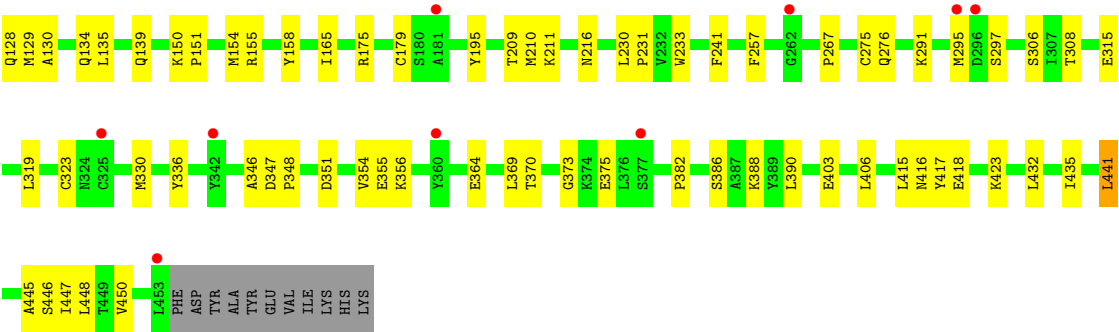 Q128 M129 A130 Q134 L135 Q139 K150 P151 M154 R155 Y158 I165 R175 C179 S180 A181 Y195 T209 M210 K211 N216 L230 P231 V232 W233 F241 F257 G262 P267 C275 Q276 K291 M295 D296 S297 S306 I307 T308 E315
L319 C323 N324 C325 M330 Y336 Y342 A346 D347 P348 D351 V354 E355 K356 Y360 E364 L369 T370 G373 K374 E375 L376 S377 P382 S386 A387 K388 Y389 L390 E403 L406 L415 N416 Y417 E418 K423 L432 I435 L441
A445 S446 I447 L448 T449 V450 L453 PHE ASP TYR ALA TYR GLU VAL ILE LYS HIS LYS